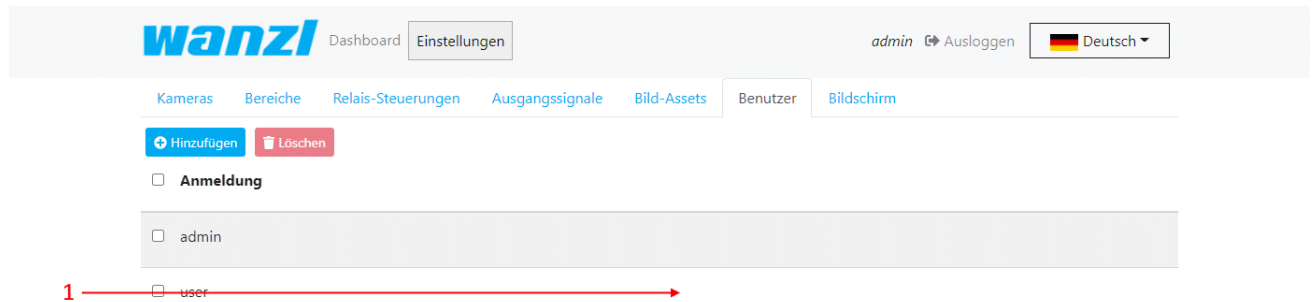 wanzl Dashboard Einstellungen admin Ausloggen Deutsch
Kameras Bereiche Relais-Steuerungen Ausgangssignale Bild-Assets Benutzer Bildschirm
Hinzufügen Löschen
Anmeldung
admin
1 user